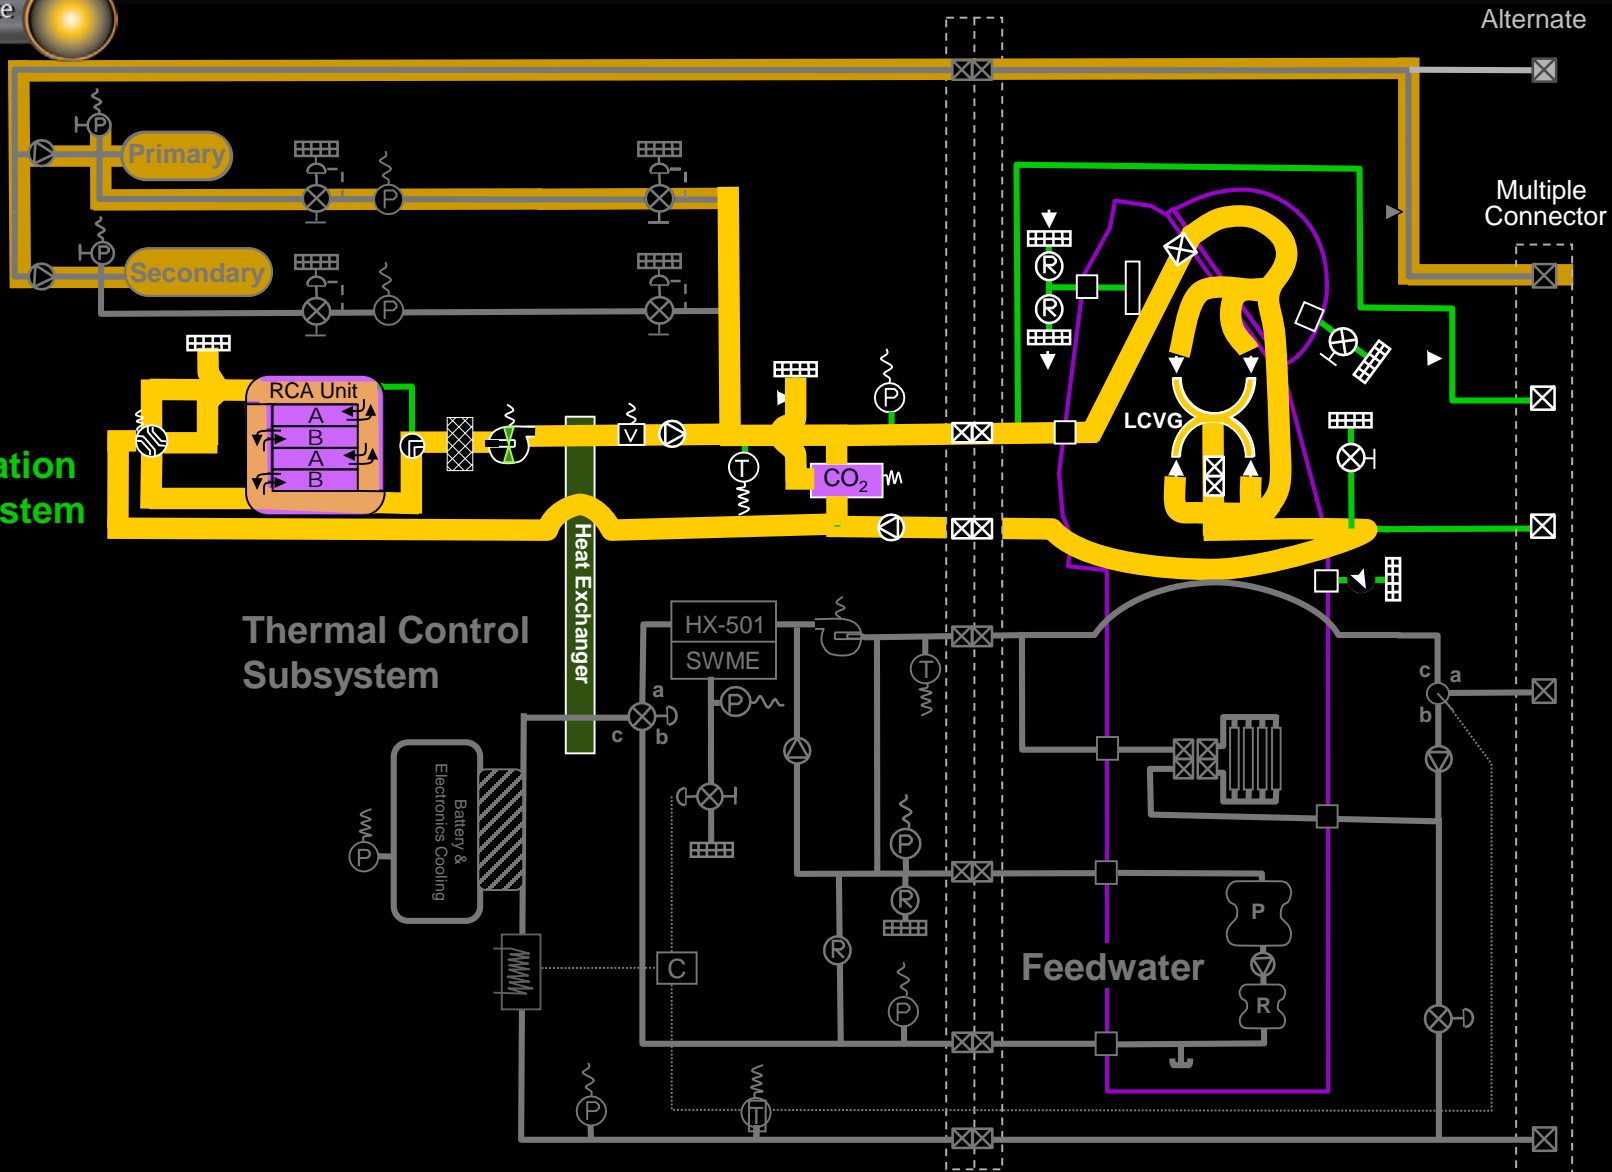 e
Alternate
P
Primary
P
Multiple
Connector
P
Secondary
P
R
R
RCA Unit
A
B
A
B
P
V
T
CO2
LCVG
ation
stem
Heat Exchanger
Thermal Control
Subsystem
HX-501
SWME
T
P
a
c
b
c
a
b
Battery &
Electronics Cooling
P
P
R
P
R
C
Feedwater
P
R
P
P
T